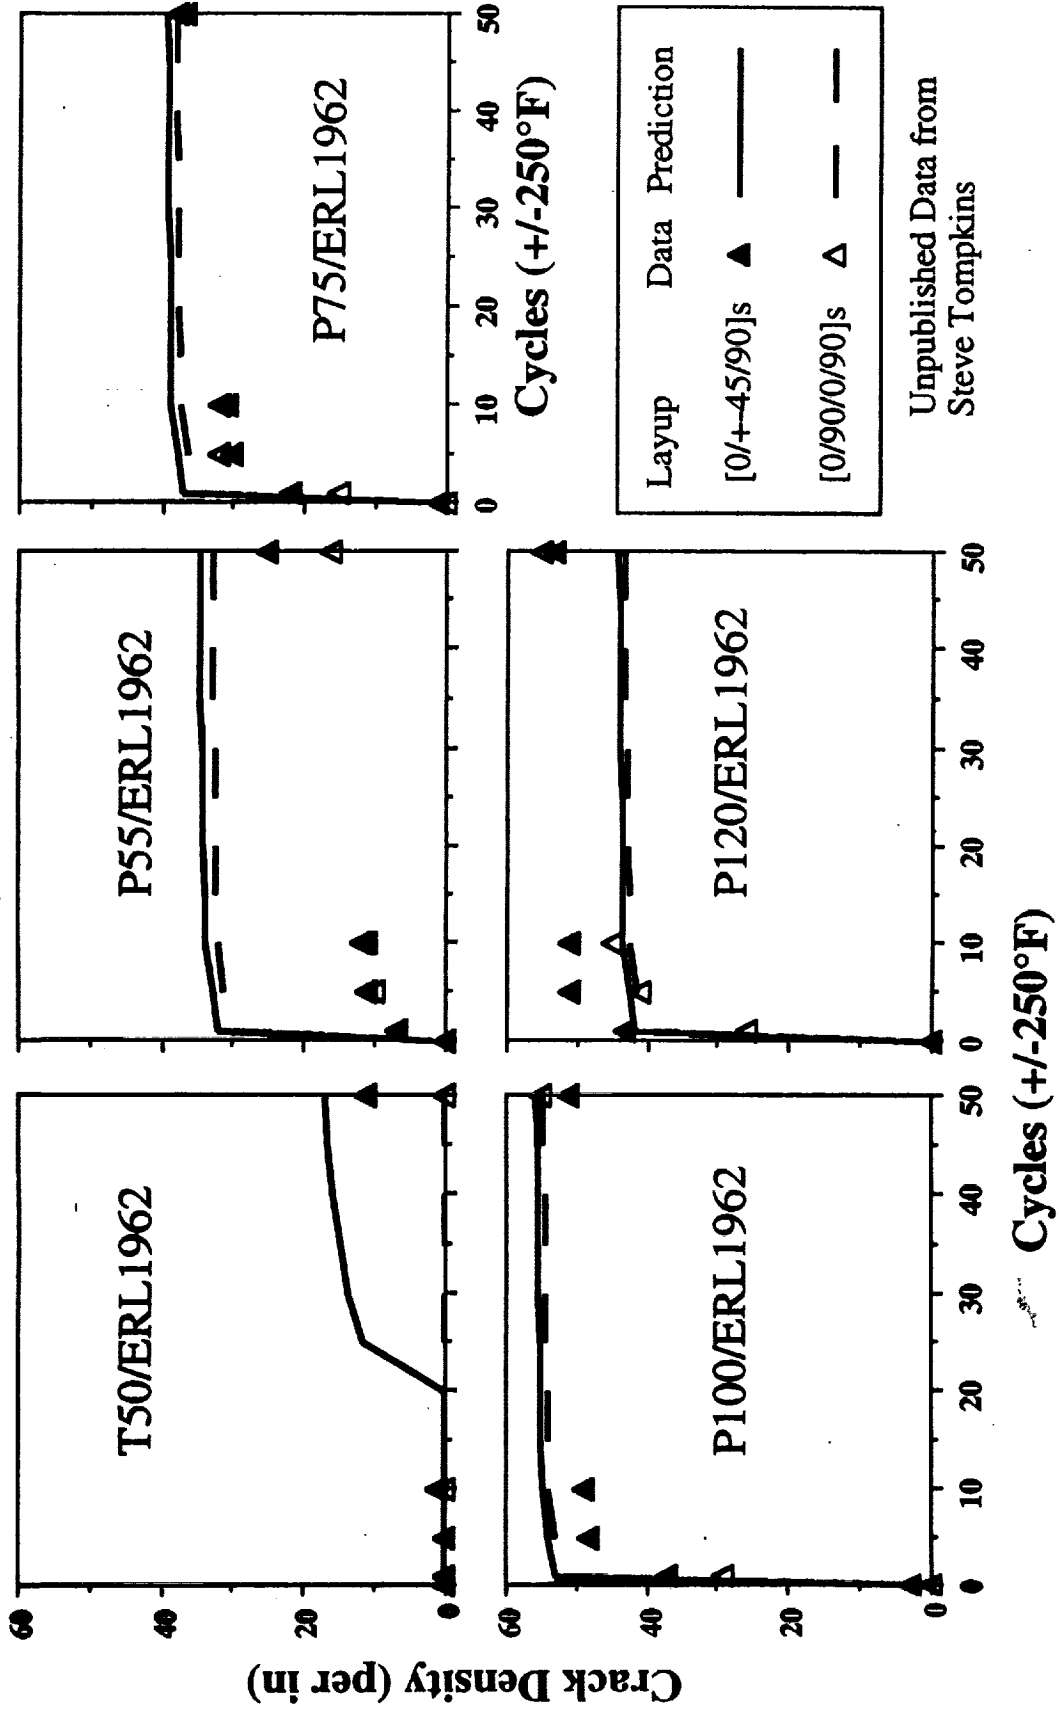 Crack Density (per in)
60
40
20
0
T50/ERL1962
P55/ERL1962
P75/ERL1962
0 10 20 30 40 50
Cycles (+/-250°F)
60
40
20
0
P100/ERL1962
0 10 20 30 40 50
P120/ERL1962
0 10 20 30 40 50
Cycles (+/-250°F)
Layup Data Prediction
[0/+-45/90]s
[0/90/0/90]s
Unpublished Data from
Steve Tompkins